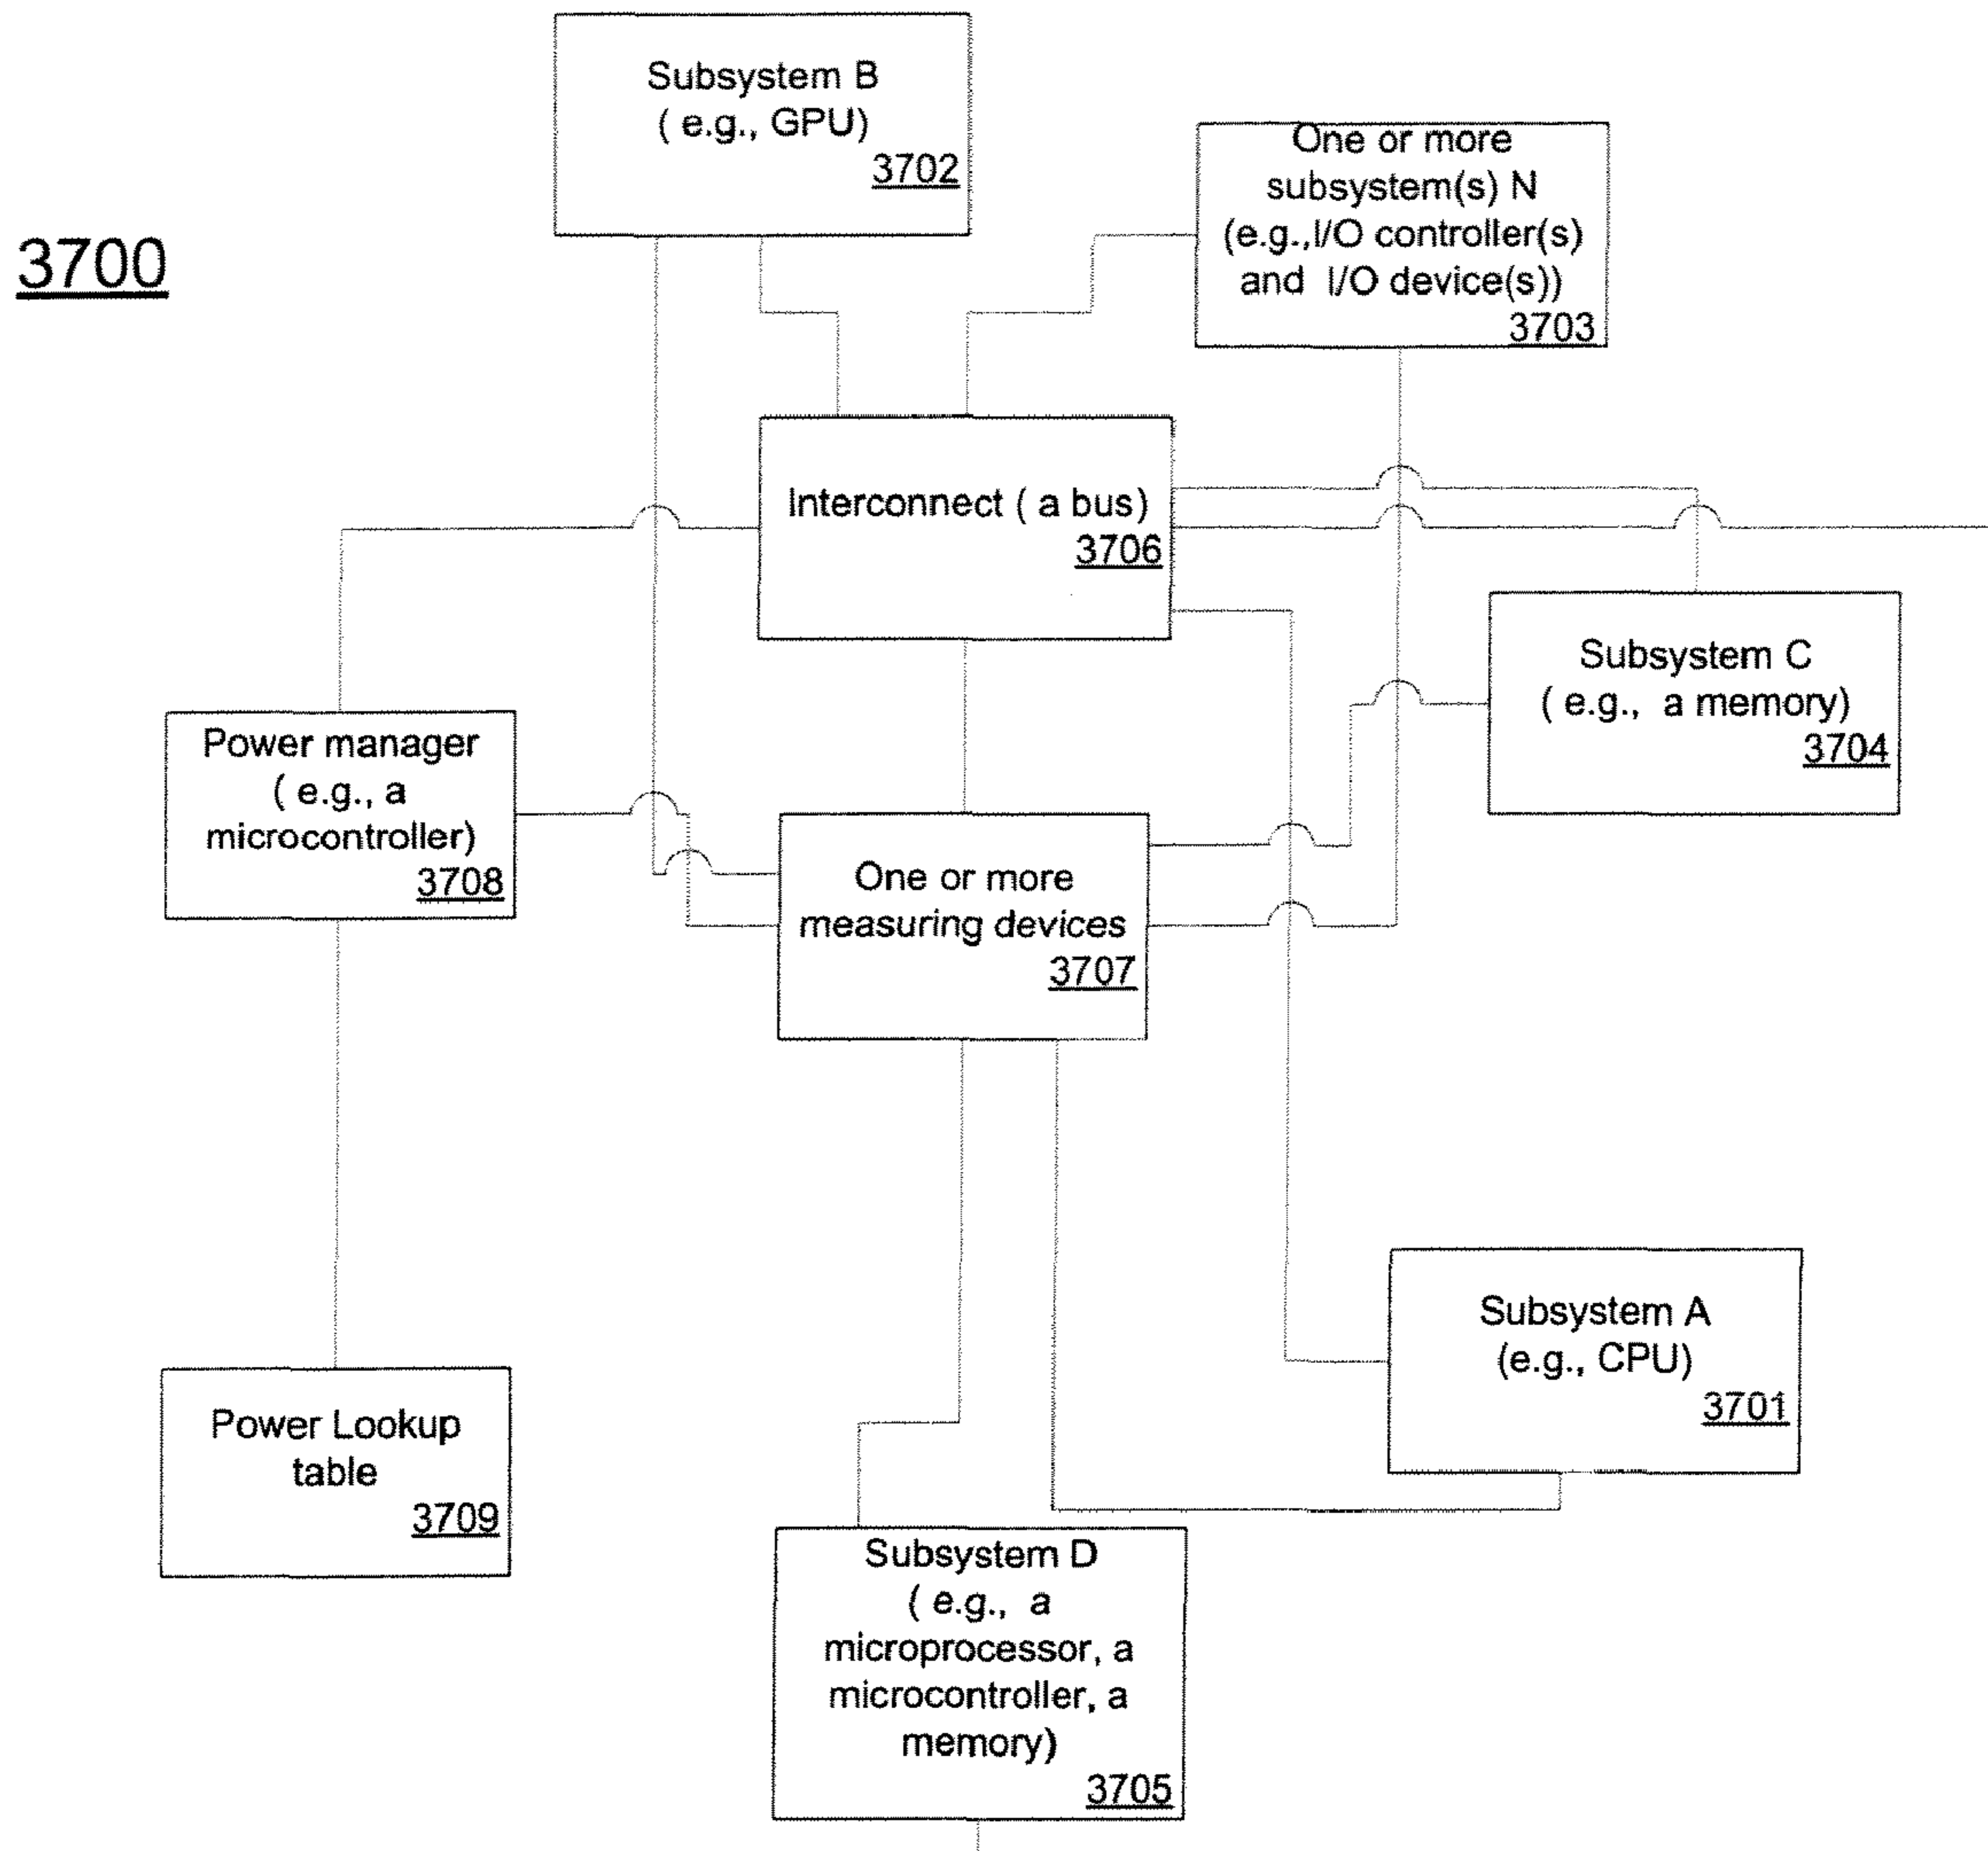 3700
Subsystem B
( e.g., GPU)
3702
One or more
subsystem(s) N
(e.g.,I/O controller(s)
and I/O device(s))
3703
Interconnect ( a bus)
3706
Subsystem C
( e.g., a memory)
3704
Power manager
( e.g., a
microcontroller)
3708
One or more
measuring devices
3707
Subsystem A
(e.g., CPU)
3701
Power Lookup
table
3709
Subsystem D
( e.g., a
microprocessor, a
microcontroller, a
memory)
3705